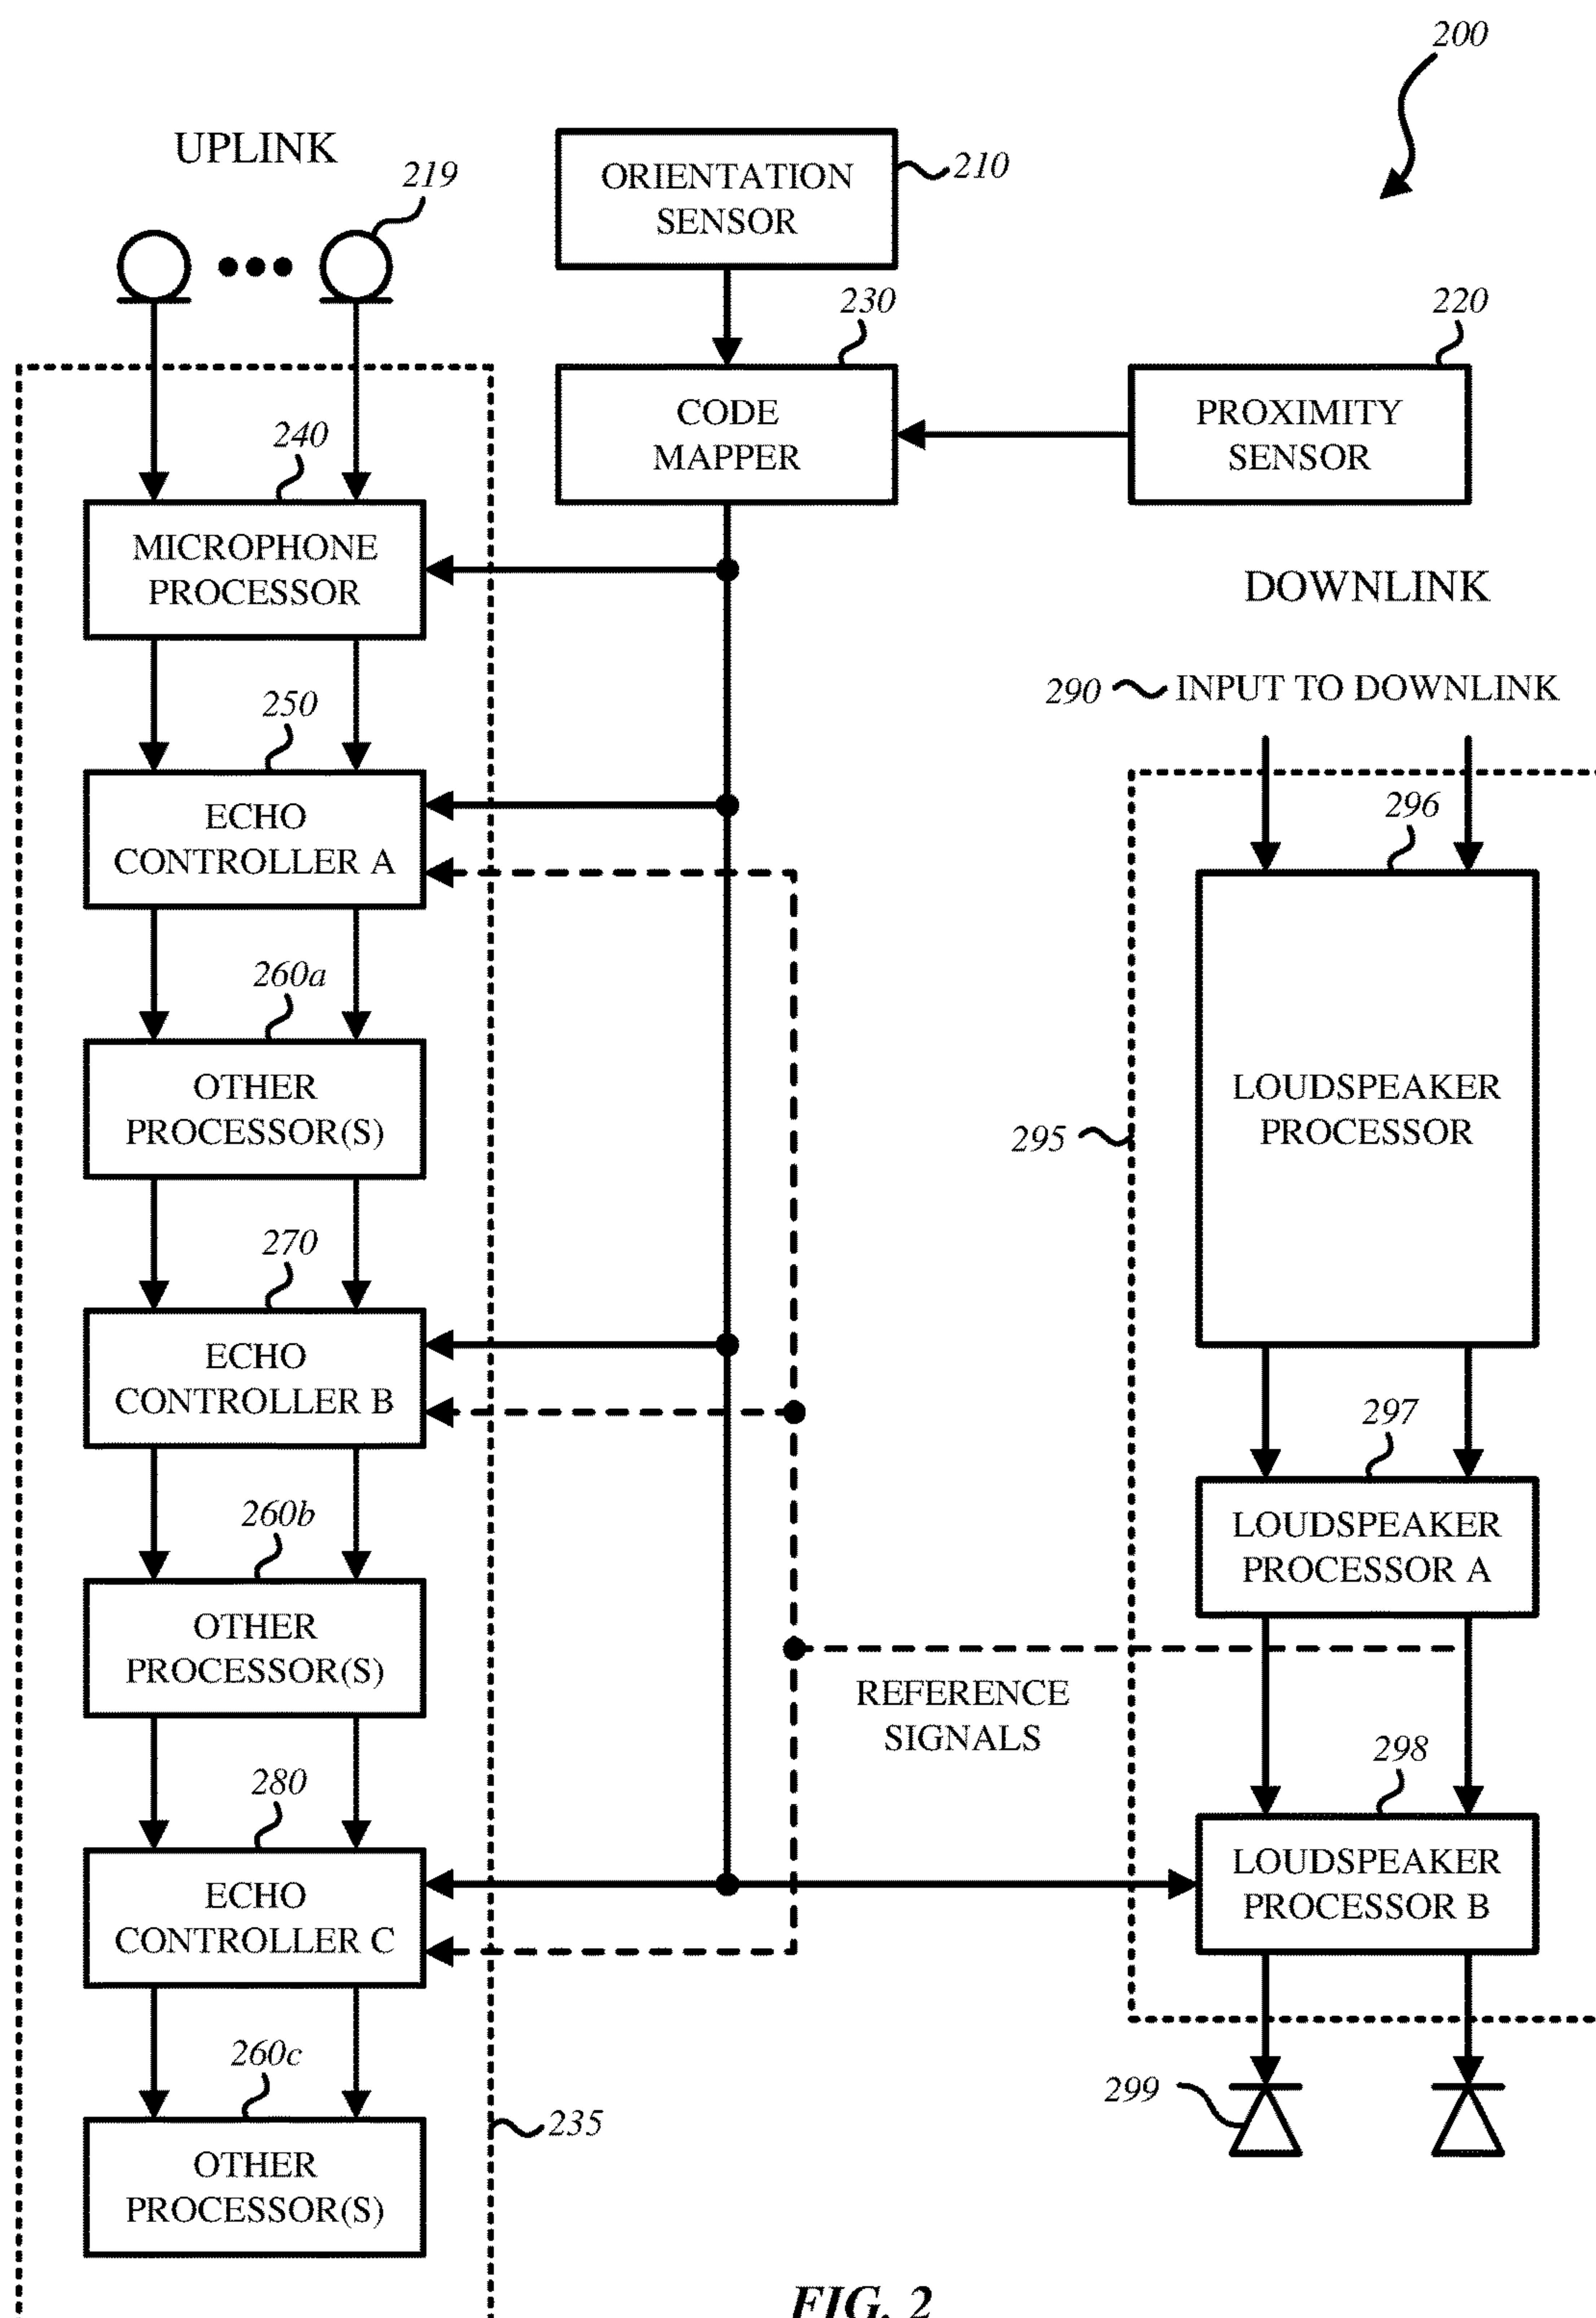 200
UPLINK
219
ORIENTATION
SENSOR
210
230
220
CODE
MAPPER
PROXIMITY
SENSOR
240
MICROPHONE
PROCESSOR
DOWNLINK
290
INPUT TO DOWNLINK
250
ECHO
CONTROLLER A
296
260a
OTHER
PROCESSOR(S)
LOUDSPEAKER
PROCESSOR
295
270
ECHO
CONTROLLER B
297
LOUDSPEAKER
PROCESSOR A
260b
OTHER
PROCESSOR(S)
REFERENCE
SIGNALS
298
280
ECHO
CONTROLLER C
LOUDSPEAKER
PROCESSOR B
260c
299
235
OTHER
PROCESSOR(S)
FIG. 2